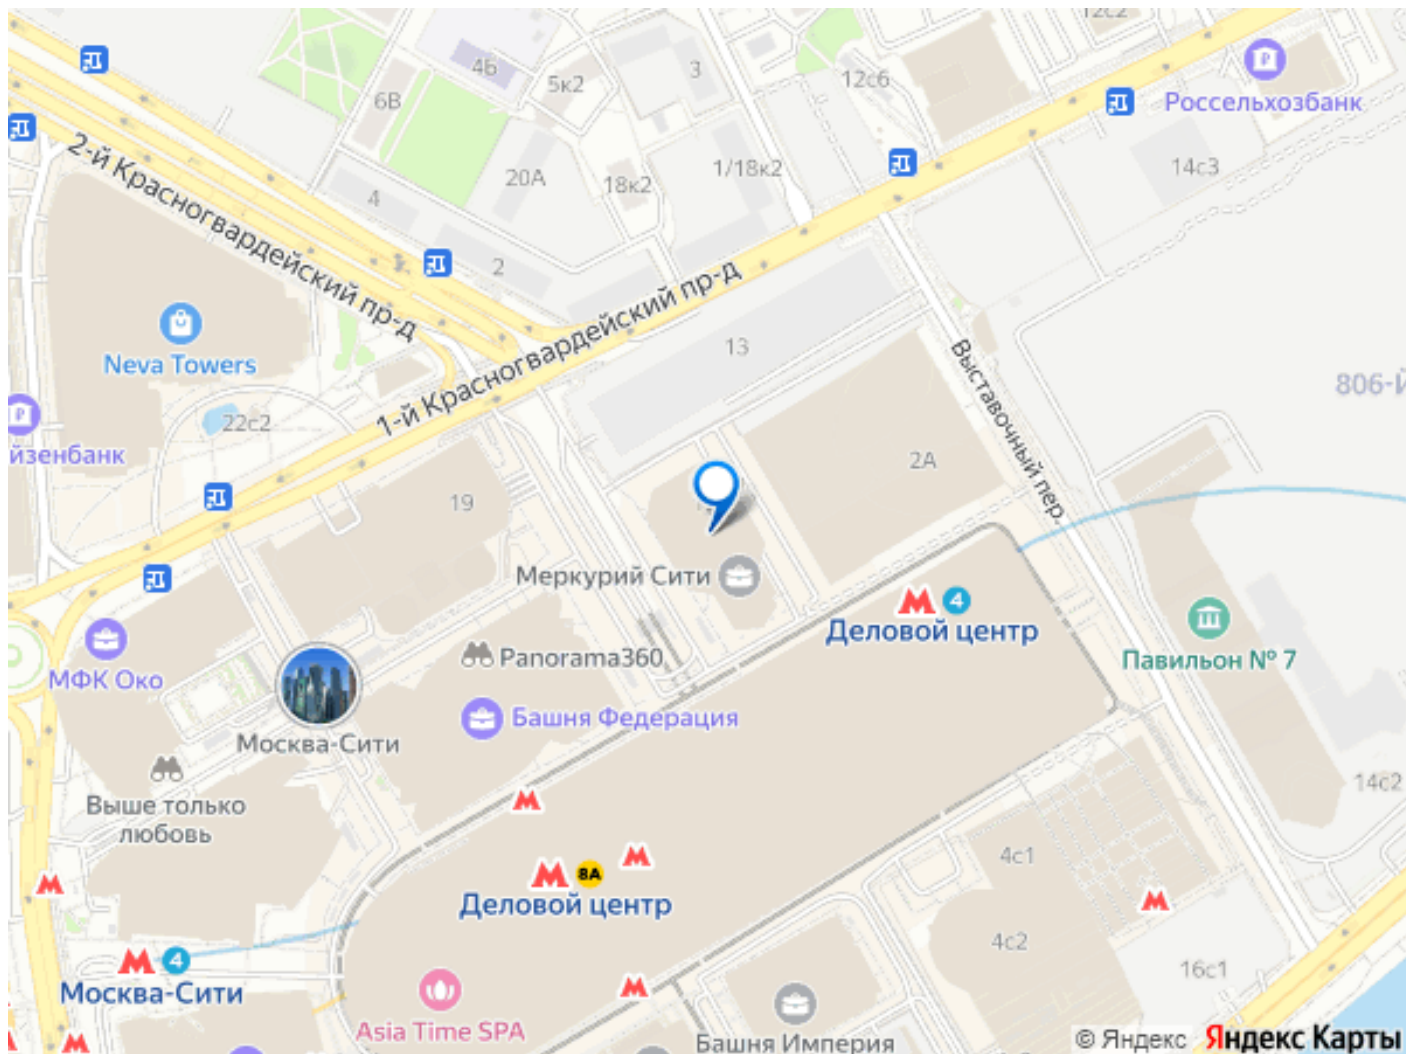 12с2
4Б
3
5к2
12с6
6В
Россельхозбанк
2-й Красногвардейский пр-д
1/18к2
14с3
20А
18к2
4
2
1-й Красногвардейский пр-д
13
Neva Towers
Выставочный пер.
806-Й
22с2
йзенбанк
2А
19
Меркурий Сити
4
Деловой центр
Panorama360
Павильон № 7
МФК Око
Башня Федерация
Москва-Сити
14с2
Выше только
любовь
4с1
8А
Деловой центр
4с2
4
16с1
Москва-Сити
Asia Time SPA
Башня Империя
© Яндекс Яндекс Карты